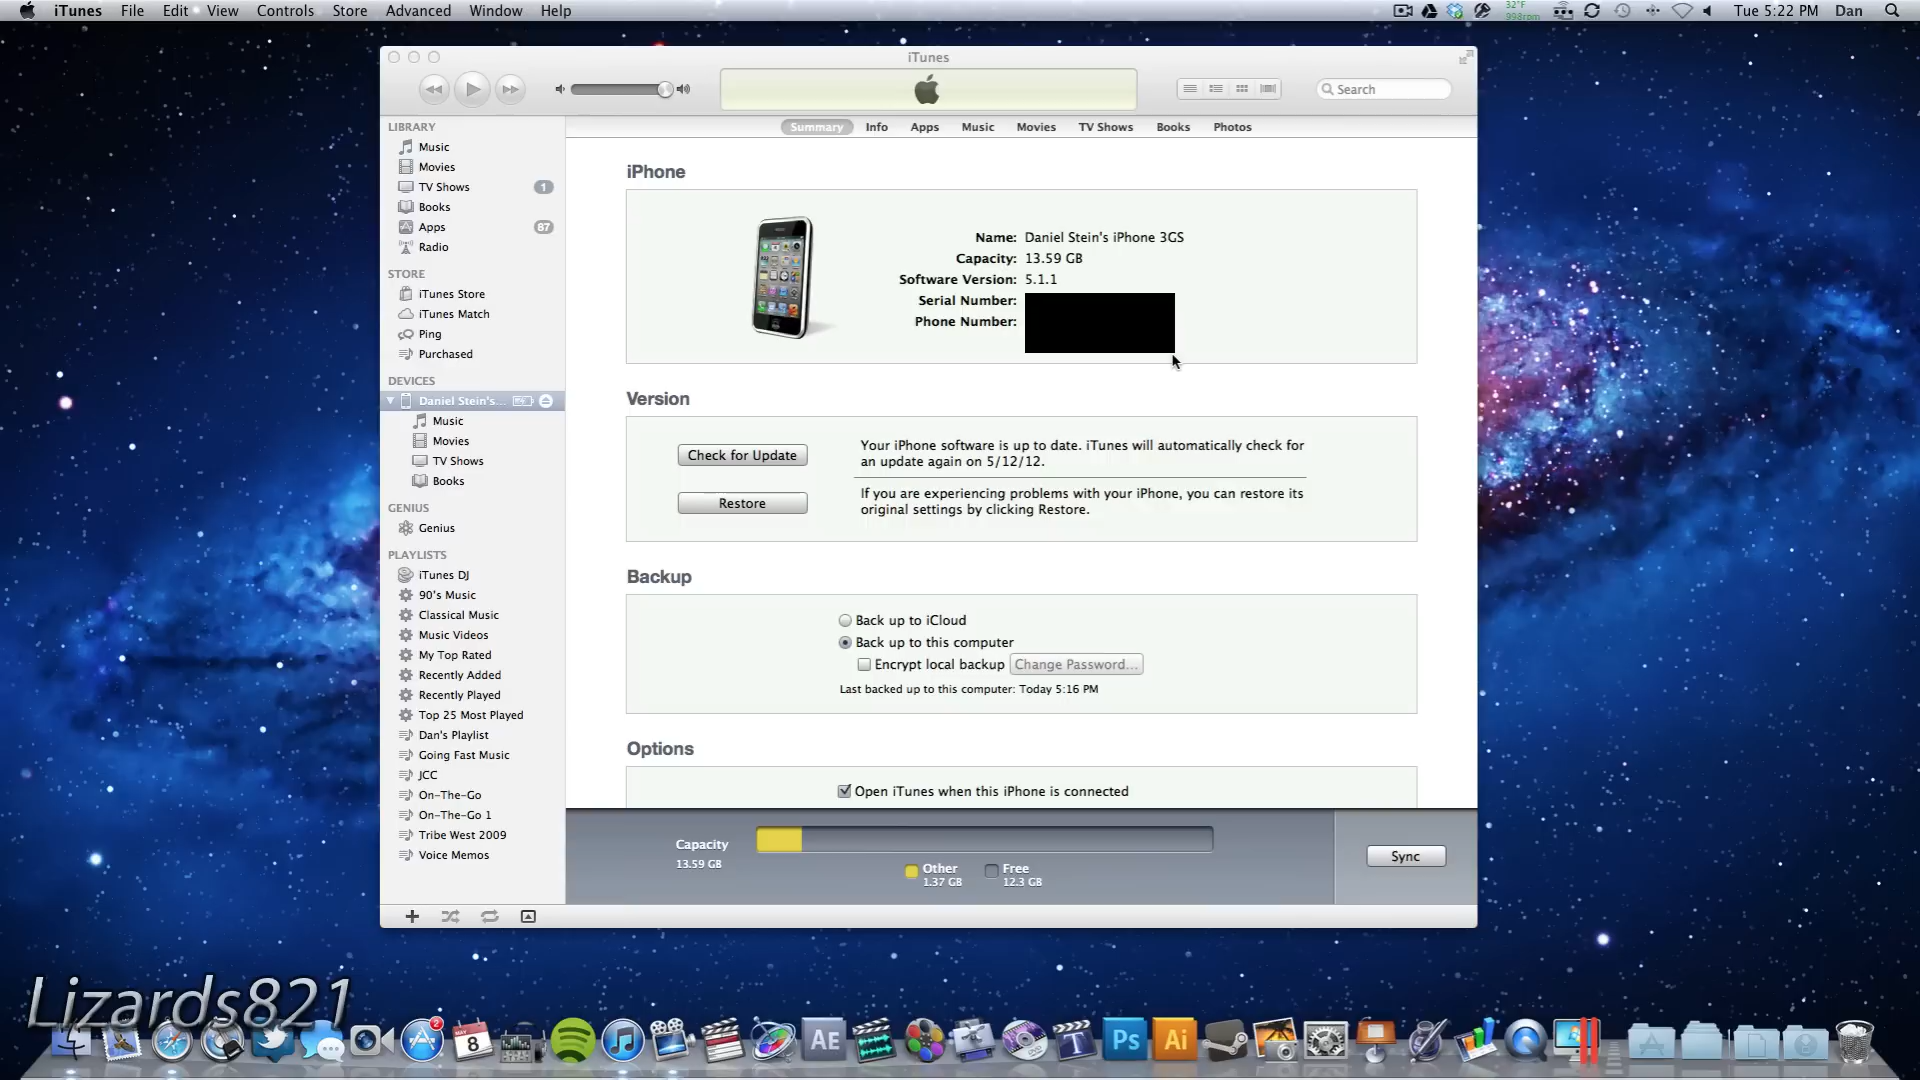 iTunes File Edit View Controls Store Advanced Window Help
32°F
998rpm
Tue 5:22 PM Dan
iTunes
Search
Summary Info Apps Music Movies TV Shows Books Photos
LIBRARY
Music
Movies
TV Shows 1
Books
Apps 87
Radio
STORE
iTunes Store
iTunes Match
Ping
Purchased
DEVICES
Daniel Stein's...
Music
Movies
TV Shows
Books
GENIUS
Genius
PLAYLISTS
iTunes DJ
90's Music
Classical Music
Music Videos
My Top Rated
Recently Added
Recently Played
Top 25 Most Played
Dan's Playlist
Going Fast Music
JCC
On-The-Go
On-The-Go 1
Tribe West 2009
Voice Memos
iPhone
Name: Daniel Stein's iPhone 3GS
Capacity: 13.59 GB
Software Version: 5.1.1
Serial Number:
Phone Number:
Version
Check for Update
Your iPhone software is up to date. iTunes will automatically check for
an update again on 5/12/12.
Restore
If you are experiencing problems with your iPhone, you can restore its
original settings by clicking Restore.
Backup
Back up to iCloud
Back up to this computer
Encrypt local backup Change Password...
Last backed up to this computer: Today 5:16 PM
Options
Open iTunes when this iPhone is connected
Capacity
13.59 GB
Other
1.37 GB
Free
12.3 GB
Sync
Lizards821
2
MAY
8
AE
T
Ps
Ai